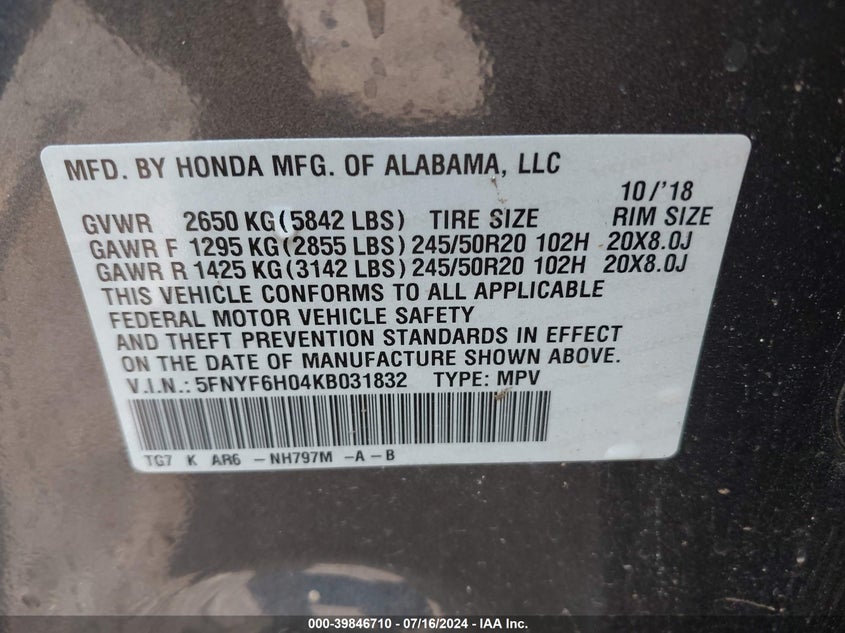 MFD. BY HONDA MFG. OF ALABAMA, LLC
10/'18
GVWR 2650 KG(5842 LBS) TIRE SIZE RIM SIZE
GAWR F 1295 KG(2855 LBS) 245/50R20 102H 20X8.0J
GAWR R 1425 KG(3142 LBS) 245/50R20 102H 20X8.0J
THIS VEHICLE CONFORMS TO ALL APPLICABLE
FEDERAL MOTOR VEHICLE SAFETY
AND THEFT PREVENTION STANDARDS IN EFFECT
ON THE DATE OF MANUFACTURE SHOWN ABOVE.
V.I.N.: 5FNYF6H04KB031832 TYPE: MPV
TG7 K AR6 -NH797M -A-B
000-39846710 - 07/16/2024 - IAA Inc.